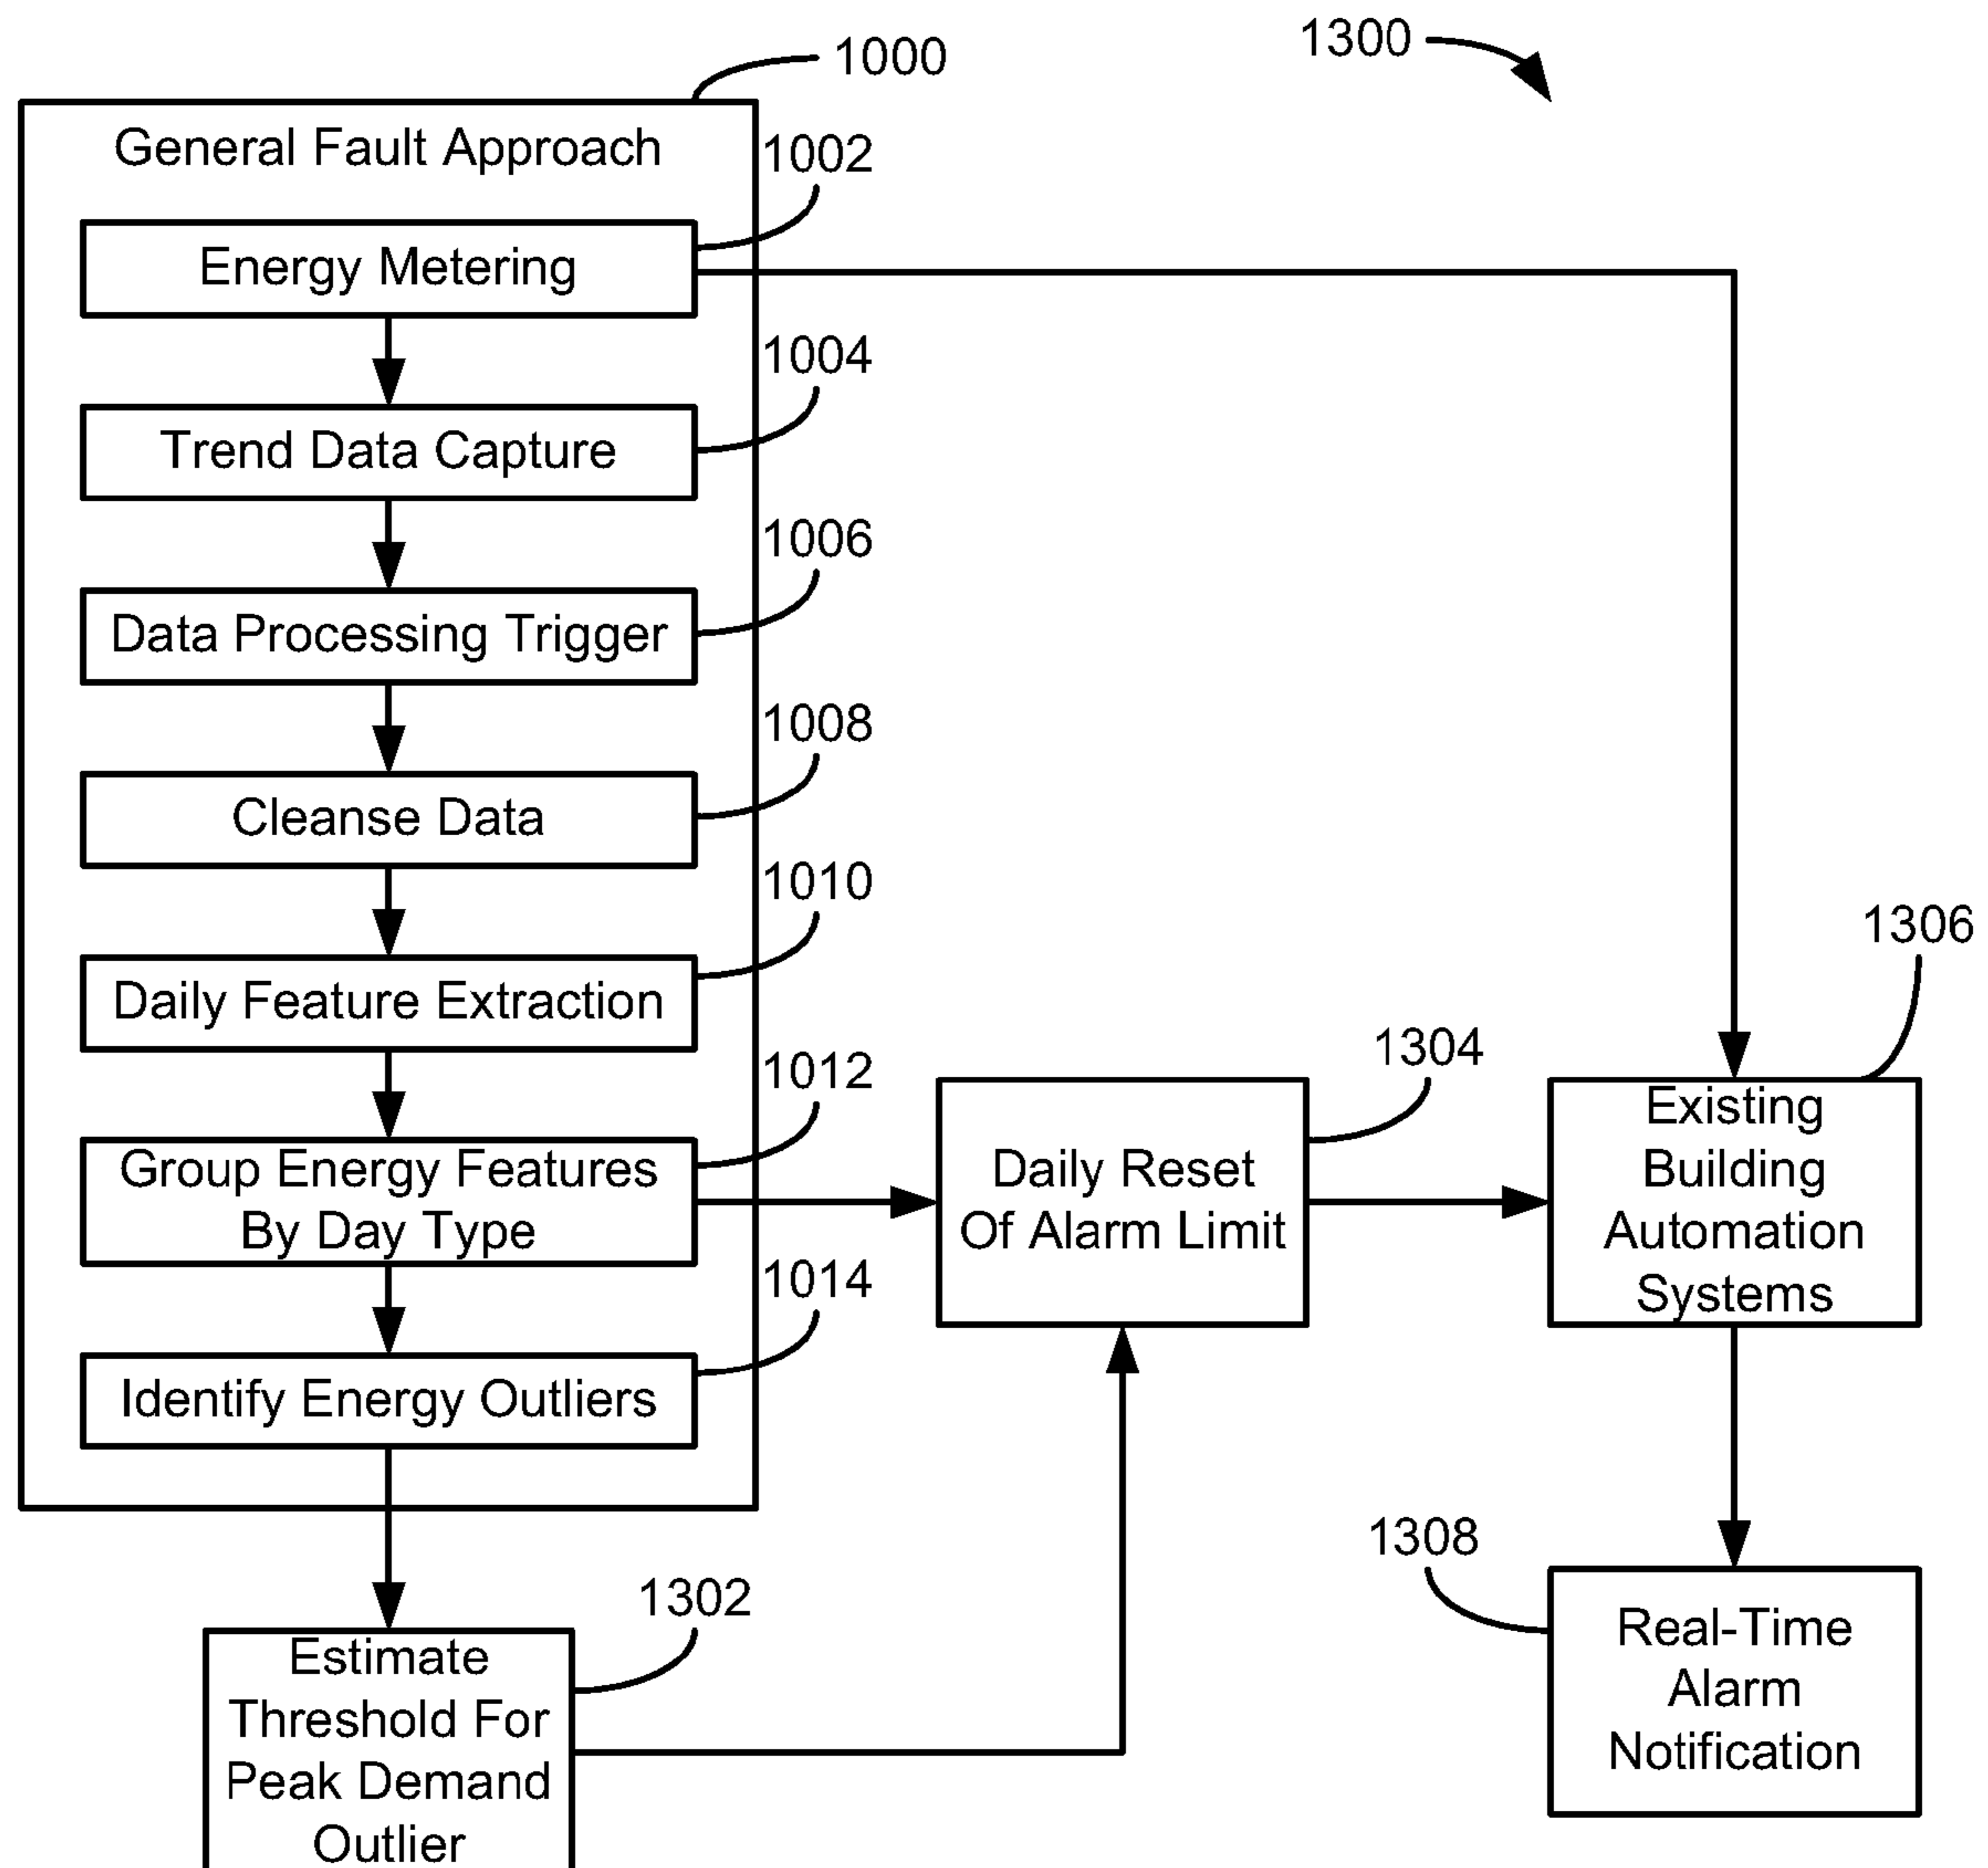 1000
1300
General Fault Approach
1002
Energy Metering
1004
Trend Data Capture
1006
Data Processing Trigger
1008
Cleanse Data
1010
Daily Feature Extraction
1012
Group Energy Features
By Day Type
1014
Identify Energy Outliers
1302
Estimate
Threshold For
Peak Demand
Outlier
1304
Daily Reset
Of Alarm Limit
1306
Existing
Building
Automation
Systems
1308
Real-Time
Alarm
Notification